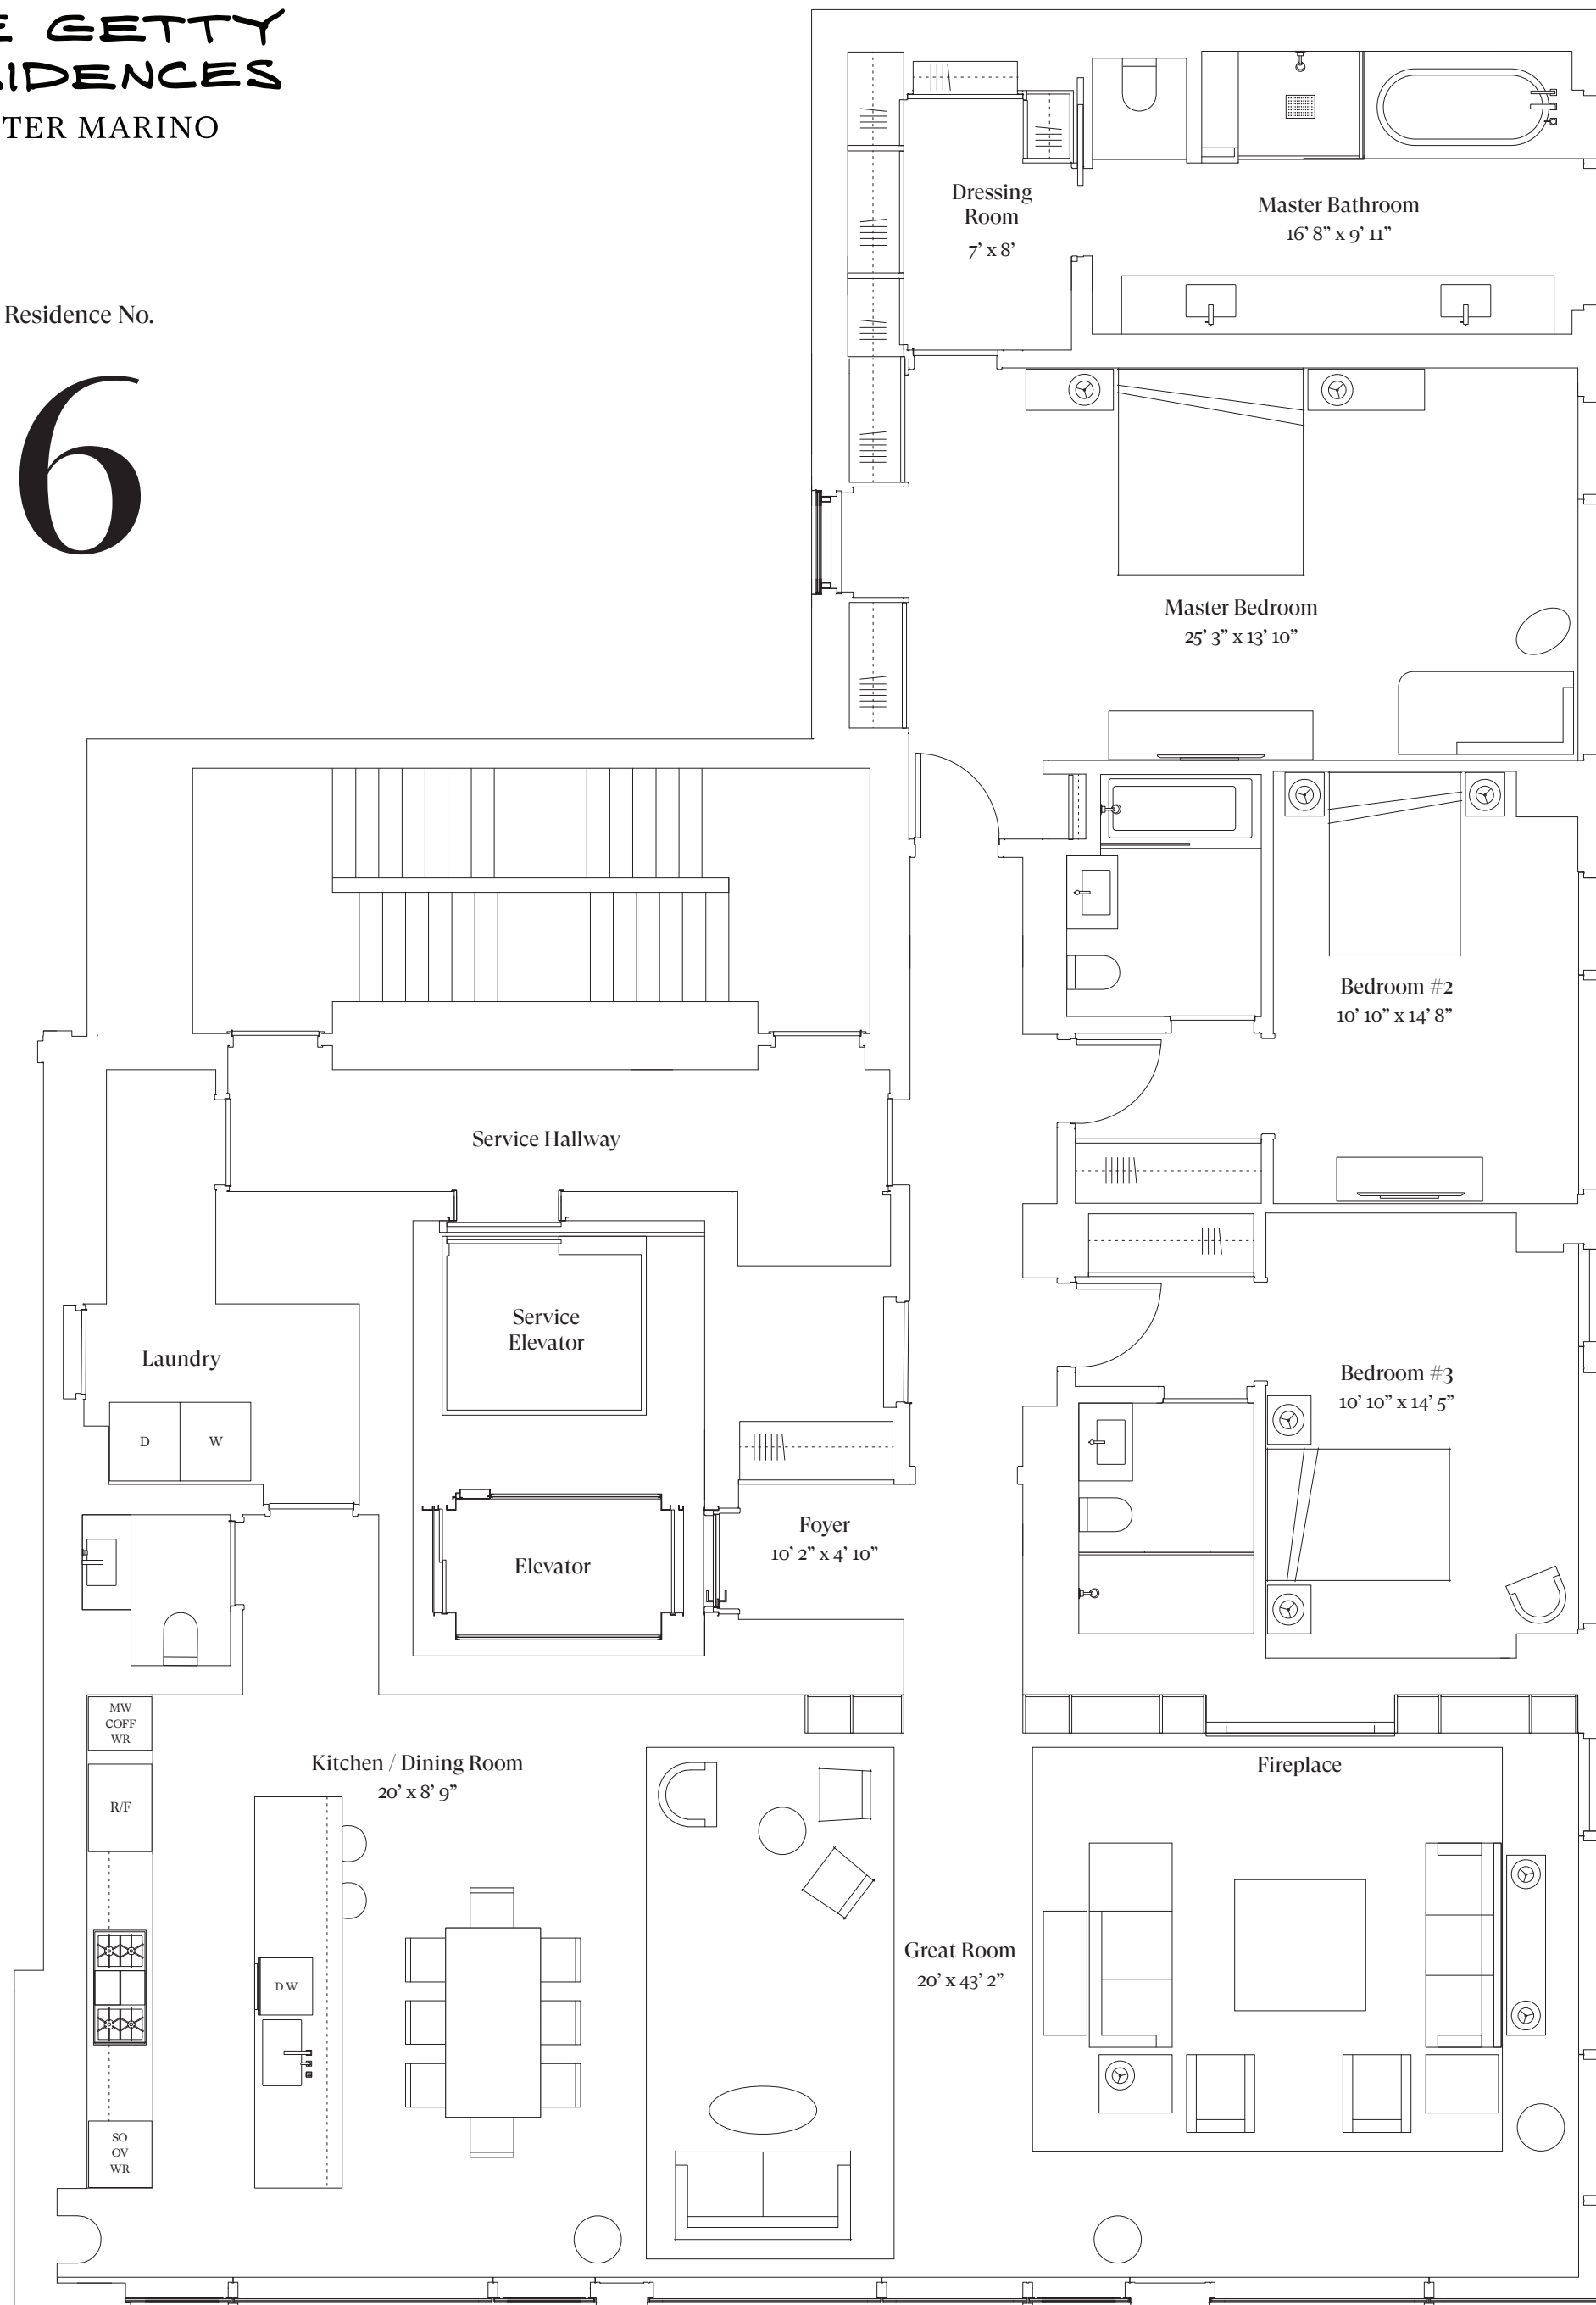 E GETTY
SIDENCES
TER MARINO
Residence No.
6
Dressing
Room
7’ x 8’
Master Bathroom
16’ 8” x 9’ 11”
Master Bedroom
25’ 3” x 13’ 10”
Bedroom #2
10’ 10” x 14’ 8”
Service Hallway
Service
Elevator
Laundry
D
W
Bedroom #3
10’ 10” x 14’ 5”
Foyer
10’ 2” x 4’ 10”
Elevator
MW
COFF
WR
R/F
Kitchen / Dining Room
20’ x 8’ 9”
Fireplace
Great Room
20’ x 43’ 2”
D W
SO
OV
WR